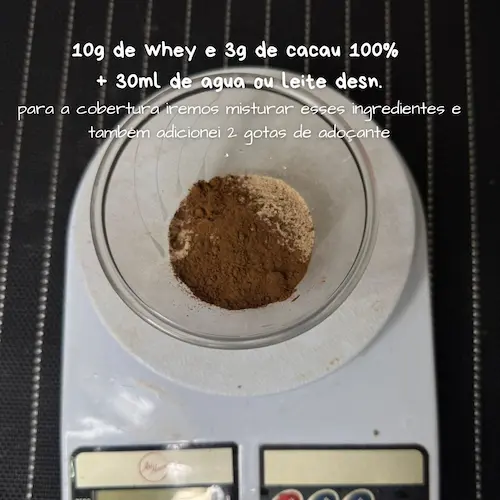 10g de whey e 3g de cacau 100%
+ 30ml de agua ou leite desn.
para a cobertura iremos misturar esses ingredientes e
tambem adicionei 2 gotas de adoçante